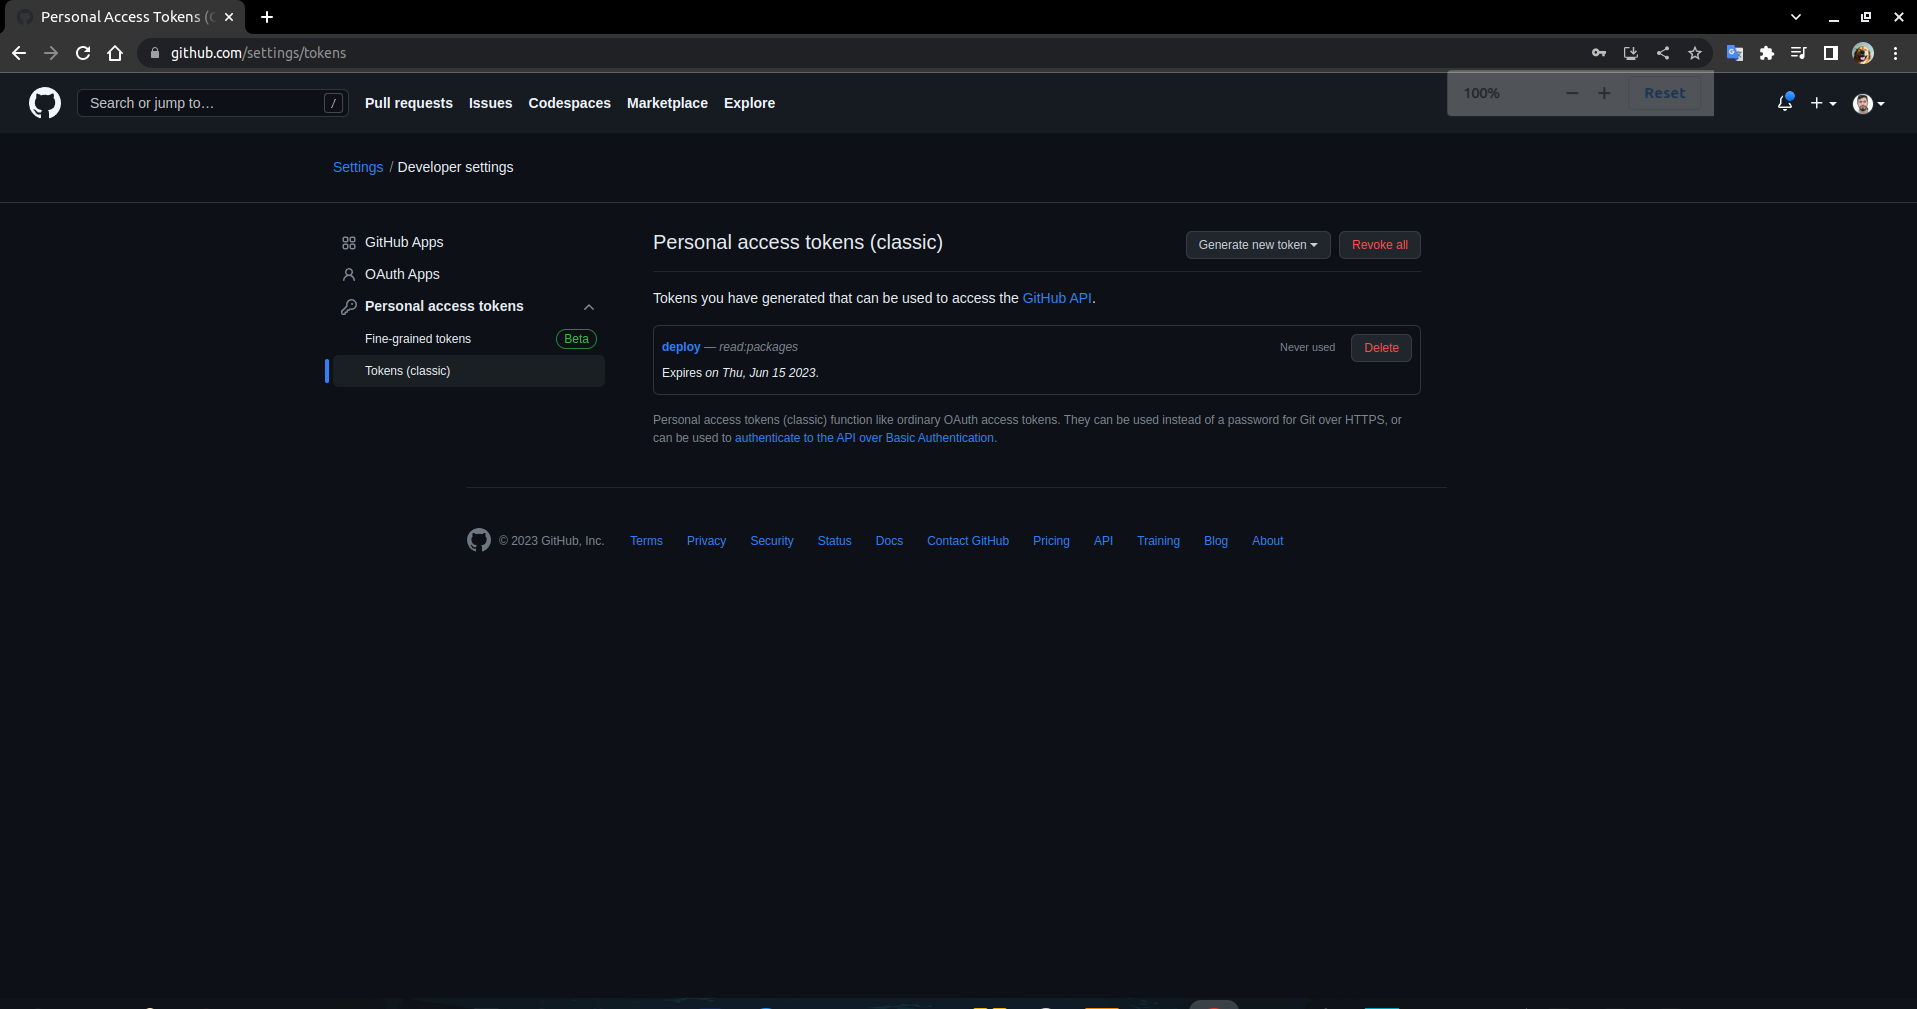 Personal Access Tokens (
github.com/settings/tokens
Search or jump to…
/
Pull requests
Issues
Codespaces
Marketplace
Explore
100%
Reset
Settings / Developer settings
GitHub Apps
OAuth Apps
Personal access tokens
Fine-grained tokens
Beta
Tokens (classic)
Personal access tokens (classic)
Generate new token
Revoke all
Tokens you have generated that can be used to access the GitHub API.
deploy — read:packages
Never used
Delete
Expires on Thu, Jun 15 2023.
Personal access tokens (classic) function like ordinary OAuth access tokens. They can be used instead of a password for Git over HTTPS, or
can be used to authenticate to the API over Basic Authentication.
© 2023 GitHub, Inc.
Terms
Privacy
Security
Status
Docs
Contact GitHub
Pricing
API
Training
Blog
About